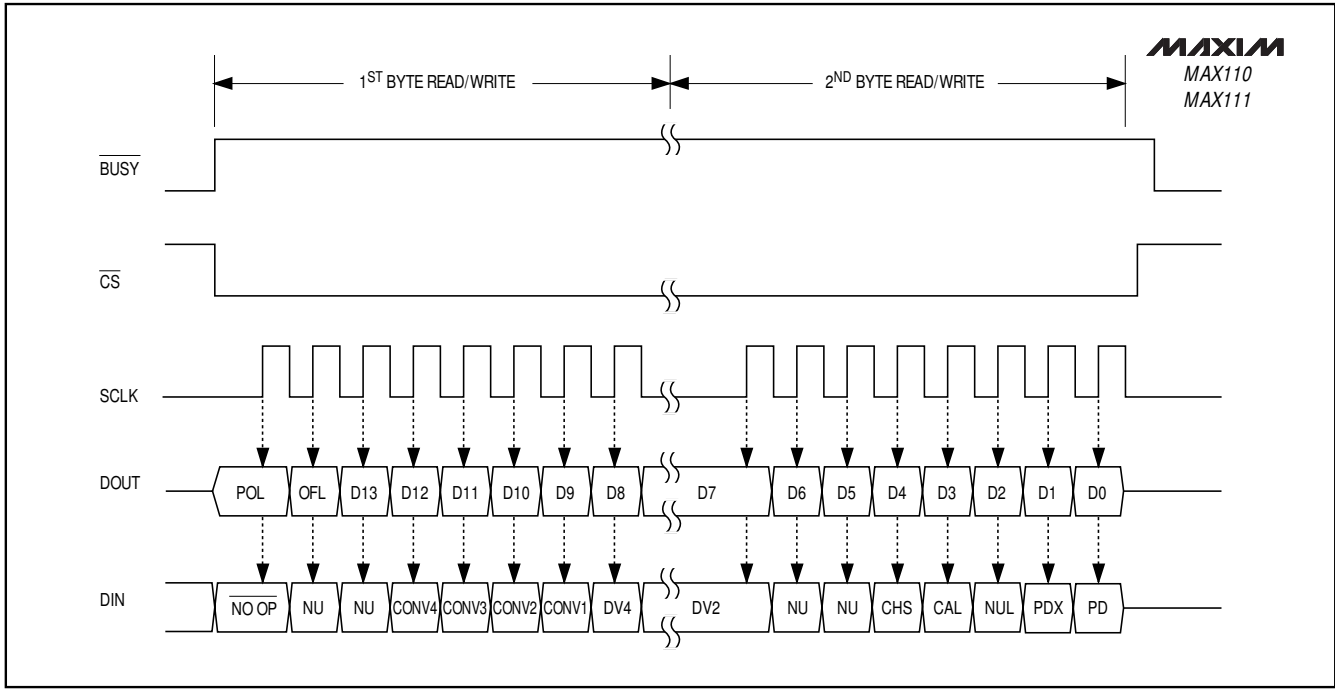 MAXIM
MAX110
MAX111
1ST BYTE READ/WRITE
2ND BYTE READ/WRITE
BUSY
CS
SCLK
DOUT
POL OFL D13 D12 D11 D10 D9 D8 D7 D6 D5 D4 D3 D2 D1 D0
DIN
NO OP NU NU CONV4 CONV3 CONV2 CONV1 DV4 DV2 NU NU CHS CAL NUL PDX PD